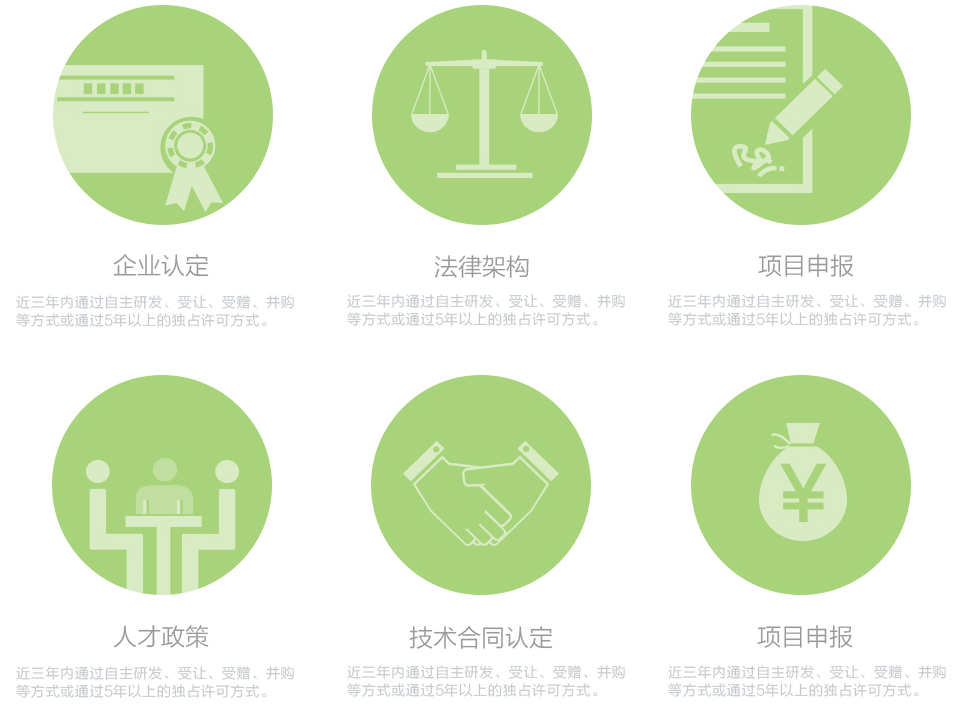 企业认定
近三年内通过自主研发、受让、受赠、并购
等方式或通过5年以上的独占许可方式。
法律架构
近三年内通过自主研发、受让、受赠、并购
等方式或通过5年以上的独占许可方式。
项目申报
近三年内通过自主研发、受让、受赠、并购
等方式或通过5年以上的独占许可方式。
人才政策
近三年内通过自主研发、受让、受赠、并购
等方式或通过5年以上的独占许可方式。
技术合同认定
近三年内通过自主研发、受让、受赠、并购
等方式或通过5年以上的独占许可方式。
¥
项目申报
近三年内通过自主研发、受让、受赠、并购
等方式或通过5年以上的独占许可方式。